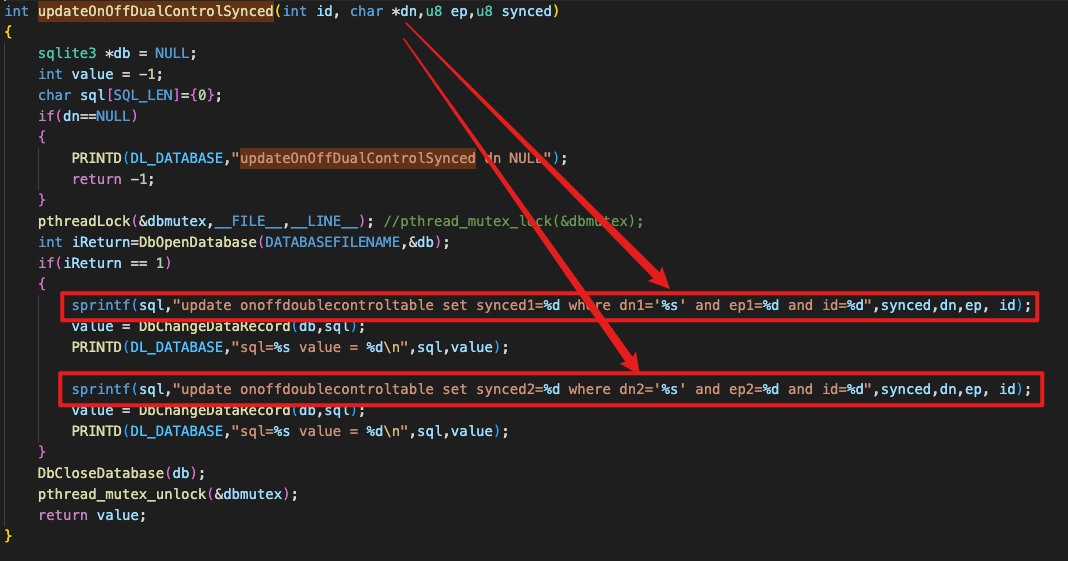 int updateOnOffDualControlSynced(int id, char *dn,u8 ep,u8 synced)
{
    sqlite3 *db = NULL;
    int value = -1;
    char sql[SQL_LEN]={0};
    if(dn==NULL)
    {
        PRINTD(DL_DATABASE,"updateOnOffDualControlSynced dn NULL");
        return -1;
    }
    pthreadLock(&dbmutex,__FILE__,__LINE__); //pthread_mutex_lock(&dbmutex);
    int iReturn=DbOpenDatabase(DATABASEFILENAME,&db);
    if(iReturn == 1)
    {
        sprintf(sql,"update onoffdoublecontroltable set synced1=%d where dn1='%s' and ep1=%d and id=%d",synced,dn,ep, id);
        value = DbChangeDataRecord(db,sql);
        PRINTD(DL_DATABASE,"sql=%s value = %d\n",sql,value);
        sprintf(sql,"update onoffdoublecontroltable set synced2=%d where dn2='%s' and ep2=%d and id=%d",synced,dn,ep, id);
        value = DbChangeDataRecord(db,sql);
        PRINTD(DL_DATABASE,"sql=%s value = %d\n",sql,value);
    }
    DbCloseDatabase(db);
    pthread_mutex_unlock(&dbmutex);
    return value;
}